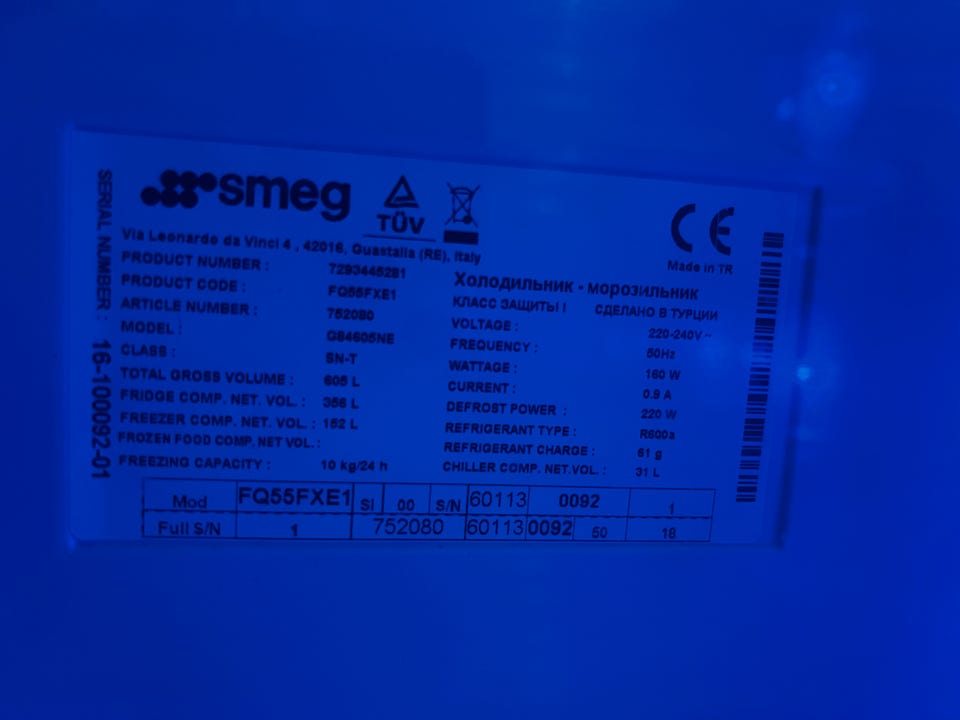 smeg
TÜV
CE
Via Leonardo da Vinci 4 , 42016, Guastalla (RE), Italy
Made in TR
SERIAL NUMBER : 16-100092-01
PRODUCT NUMBER : 7293445281
PRODUCT CODE : FQ55FXE1
ARTICLE NUMBER : 752080
MODEL : GB4605NE
CLASS : SN-T
TOTAL GROSS VOLUME : 605 L
FRIDGE COMP. NET. VOL. : 356 L
FREEZER COMP. NET. VOL. : 152 L
FROZEN FOOD COMP. NET VOL. :
FREEZING CAPACITY : 10 kg/24 h
Холодильник - морозильник
КЛАСС ЗАЩИТЫ I СДЕЛАНО В ТУРЦИИ
VOLTAGE : 220-240V ~
FREQUENCY : 50Hz
WATTAGE : 160 W
CURRENT : 0.9 A
DEFROST POWER : 220 W
REFRIGERANT TYPE : R600a
REFRIGERANT CHARGE : 61 g
CHILLER COMP. NET.VOL. : 31 L
Mod FQ55FXE1 SI 00 S/N 60113 0092 1
Full S/N 1 752080 60113 0092 50 18